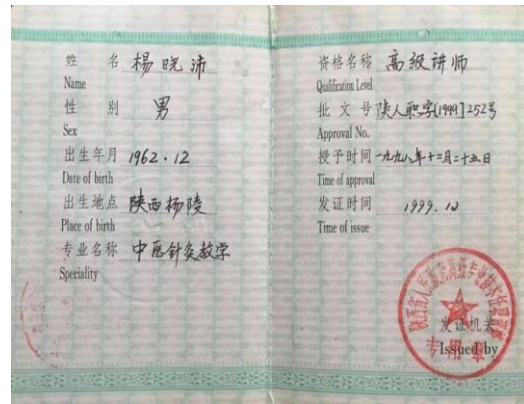 姓 名 楊晓沛
Name
性 别 男
Sex
出生年月 1962.12
Date of birth
出生地点 陕西杨陵
Place of birth
专业名称 中医针灸教学
Speciality
资格名称 高级讲师
Qualification Level
批文号 陕人职字[1999]252号
Approval No.
授予时间 一九九八年十二月二十五日
Time of approval
发证时间 1999.12
Time of issue
发证机关
Issued by